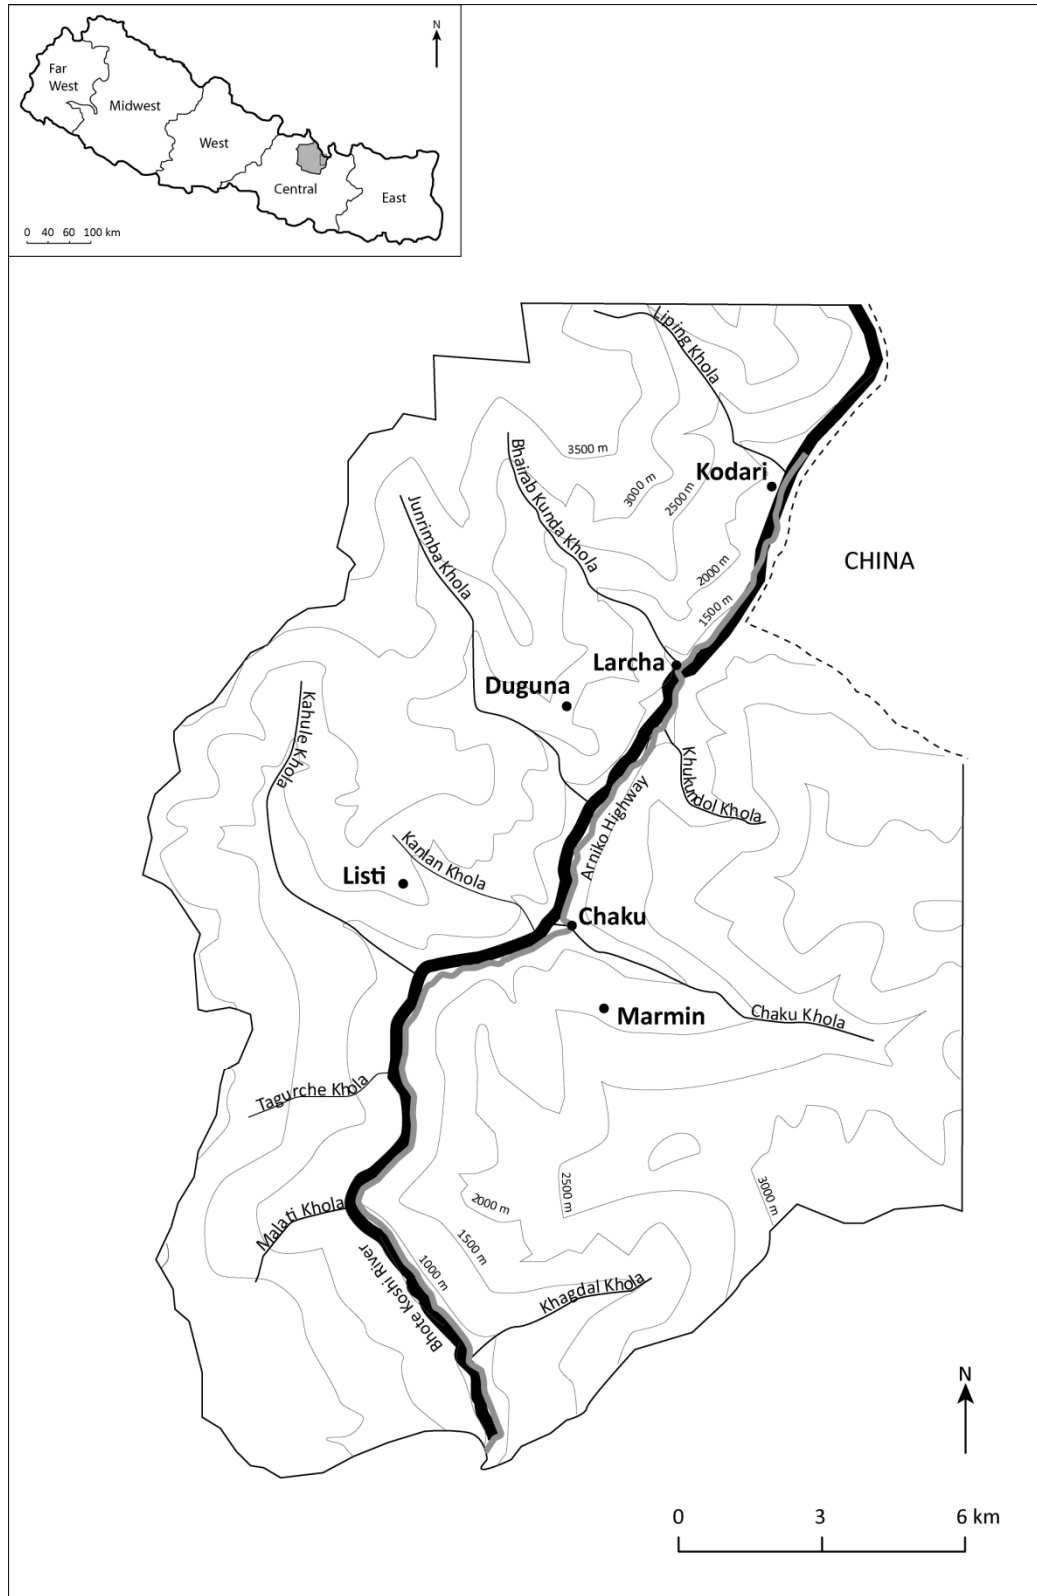 N
Far
West
Midwest
West
Central
East
0 40 60 100 km
Liping Khola
3500 m
Bhairab Kunda Khola
3000 m
2500 m
Kodari
Junrimba Khola
2000 m
CHINA
1500 m
Larcha
Duguna
Kahule Khola
Khukundol Khola
Arniko Highway
Kanlan Khola
Listi
Chaku
Marmin
Chaku Khola
Tagurche Khola
2500 m
3000 m
2000 m
Malati Khola
1500 m
1000 m
Bhote Koshi River
Khagdal Khola
N
0 3 6 km